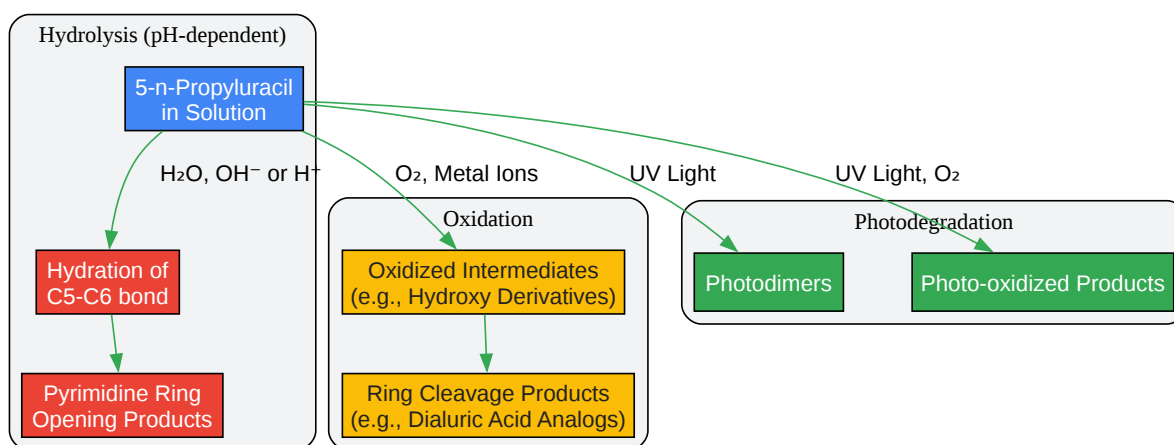 Hydrolysis (pH-dependent)
5-n-Propyluracil
in Solution
H₂O, OH⁻ or H⁺
O₂, Metal Ions
UV Light
UV Light, O₂
Oxidation
Photodegradation
Hydration of
C5-C6 bond
Oxidized Intermediates
(e.g., Hydroxy Derivatives)
Photodimers
Photo-oxidized Products
Pyrimidine Ring
Opening Products
Ring Cleavage Products
(e.g., Dialuric Acid Analogs)